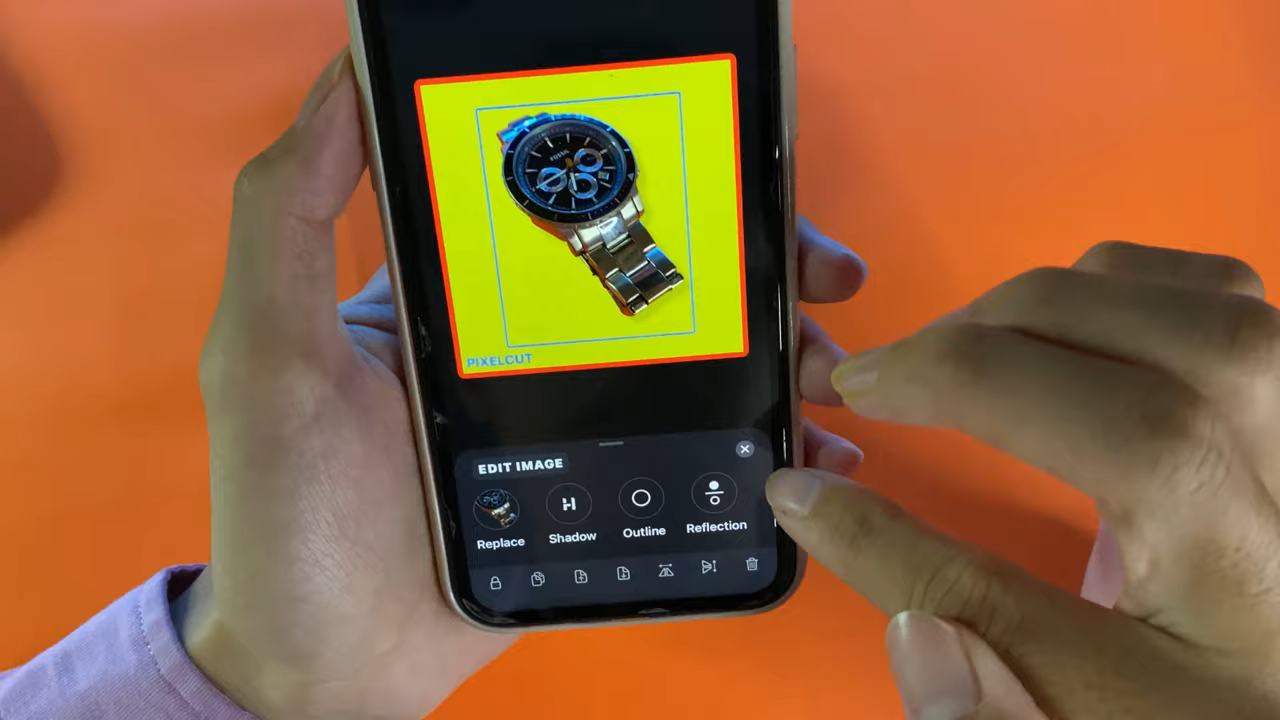 FOSSIL
PIXELCUT
EDIT IMAGE
Replace
Shadow
Outline
Reflection